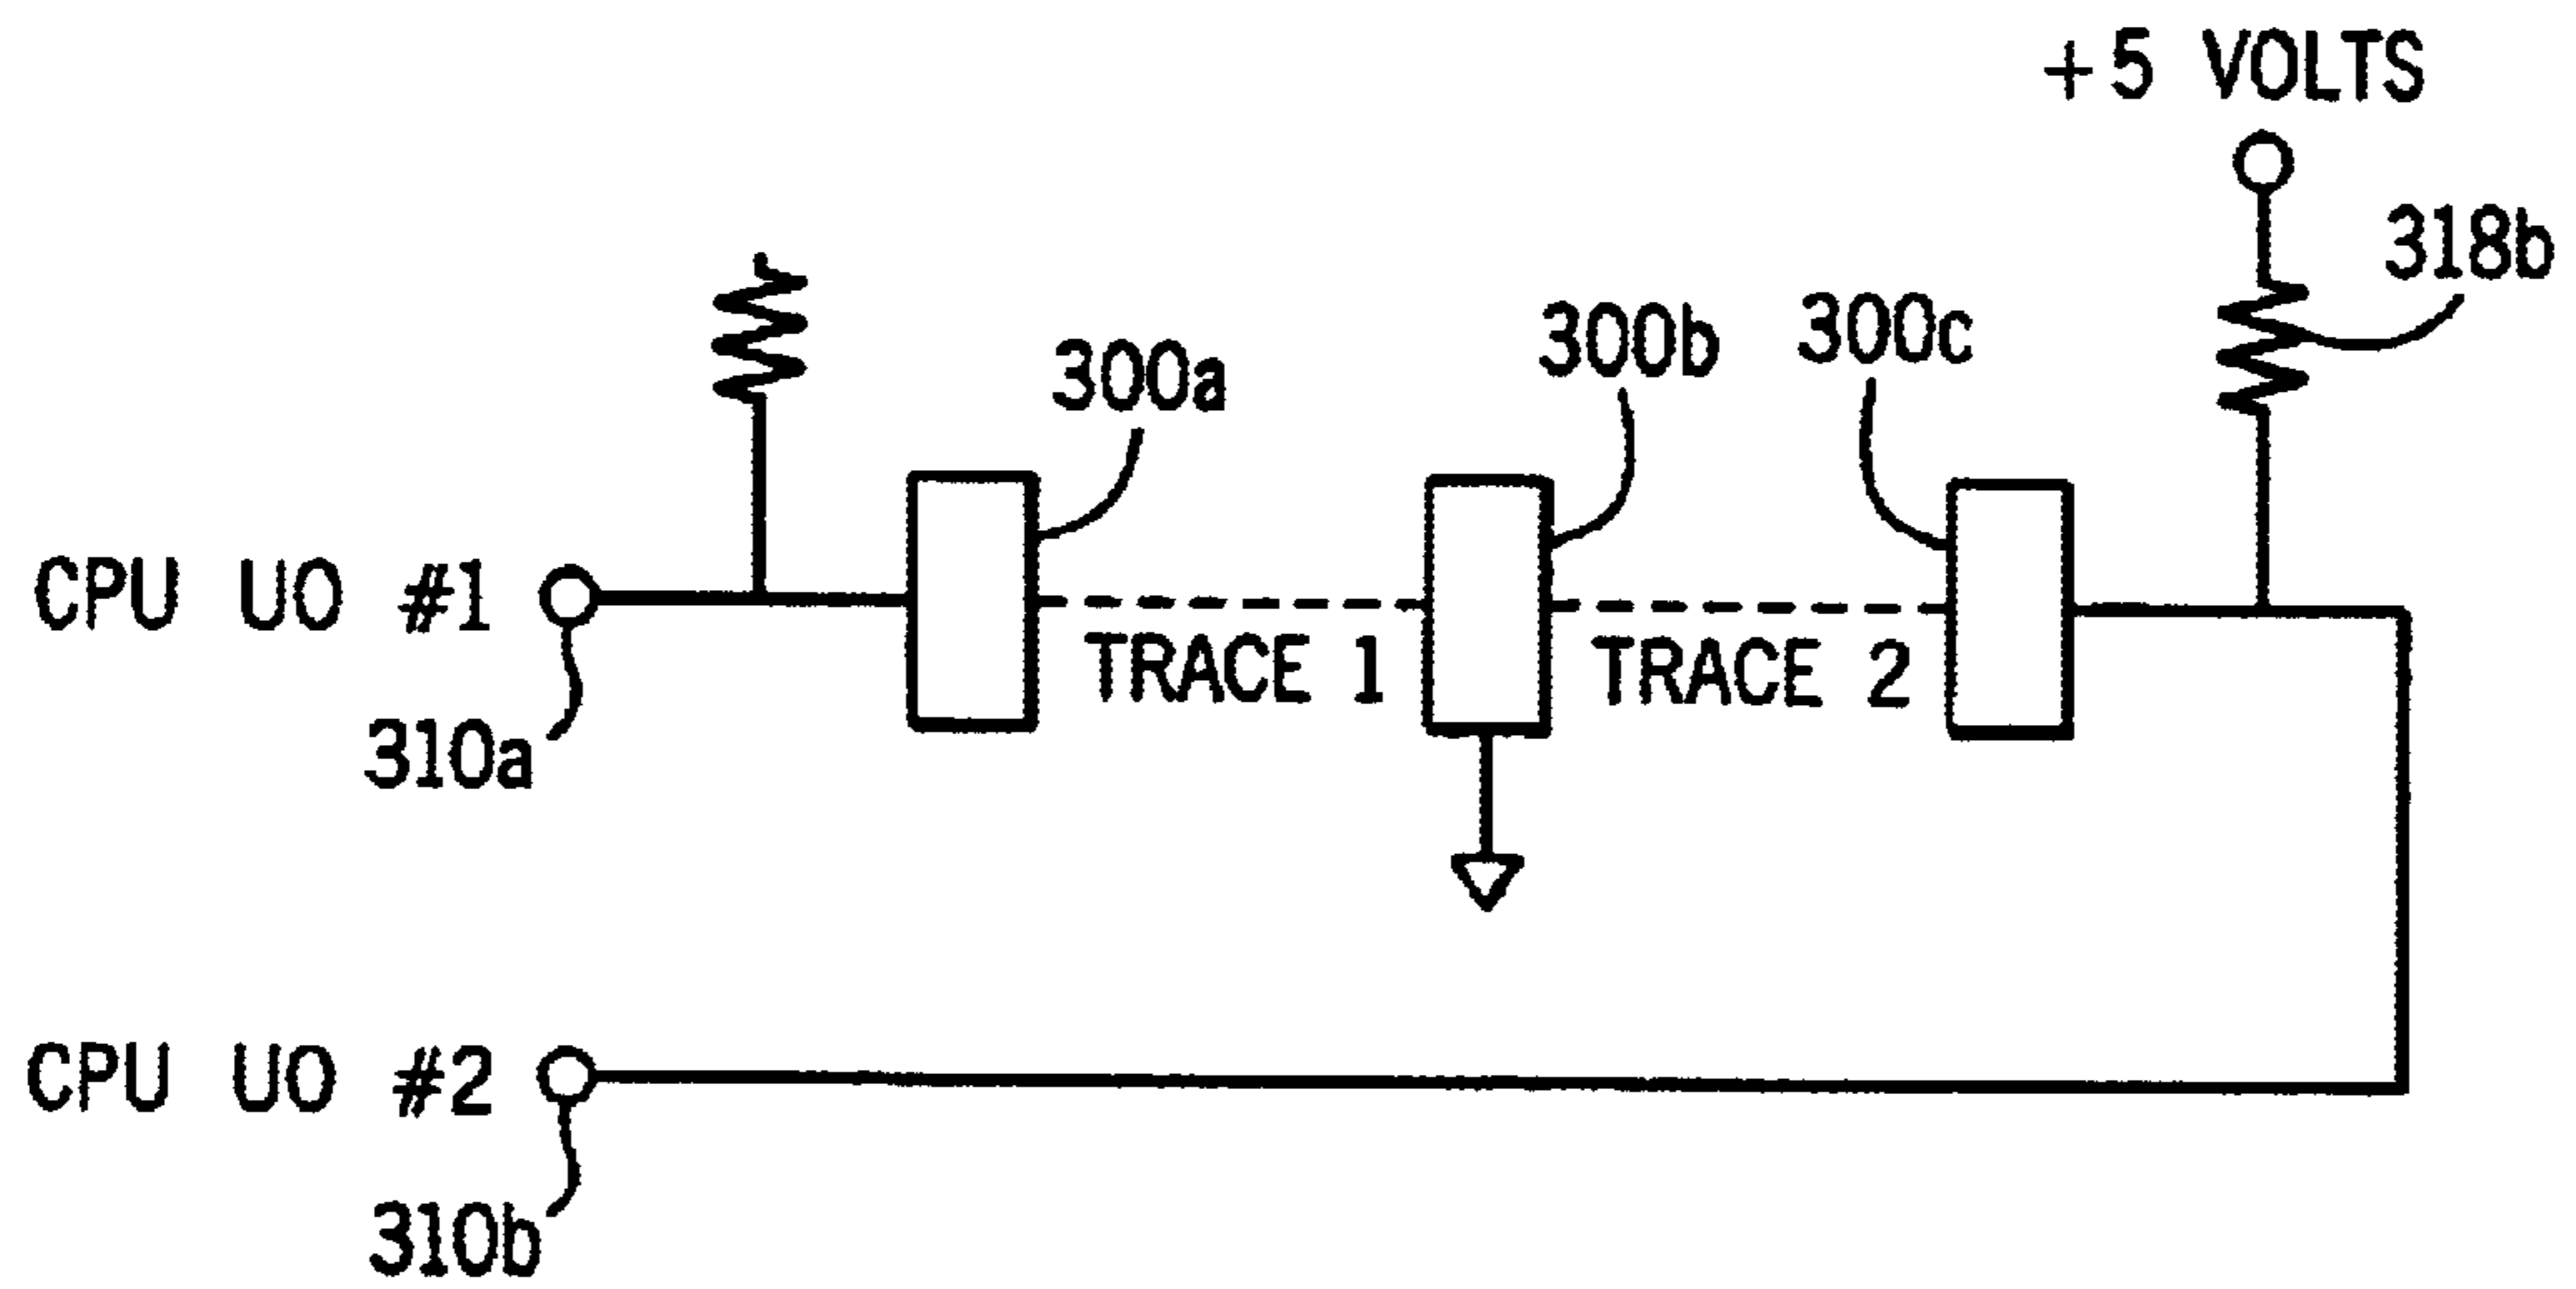 +5 VOLTS
318b
300a
300b
300c
CPU UO #1
TRACE 1
TRACE 2
310a
CPU UO #2
310b